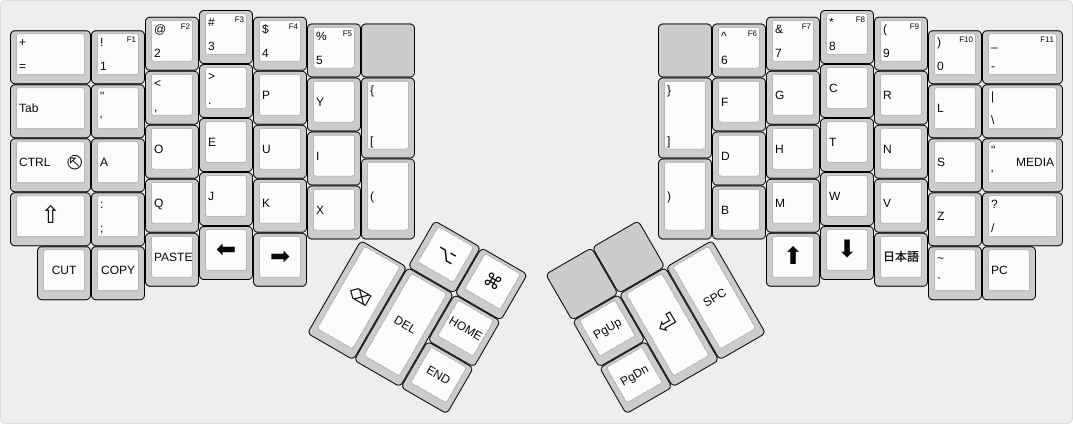 + # F3 * F8
= ! F1 @ F2 3 $ F4 % F5 ^ F6 & F7 8 ( F9 ) F10 _ F11
1 2 4 5 6 7 9 0 -
Tab " ' < , > . P Y { [ } ] F G C R L | \
CTRL A O E U I D H T N S " ' MEDIA
⇧ : ; Q J K X ( ) B M W V Z ? /
CUT COPY PASTE ← → ↑ ↓ 日本語 ~ ` PC
⌥ ⌘
⌫ DEL HOME
END
SPC
PgUp ⏎
PgDn